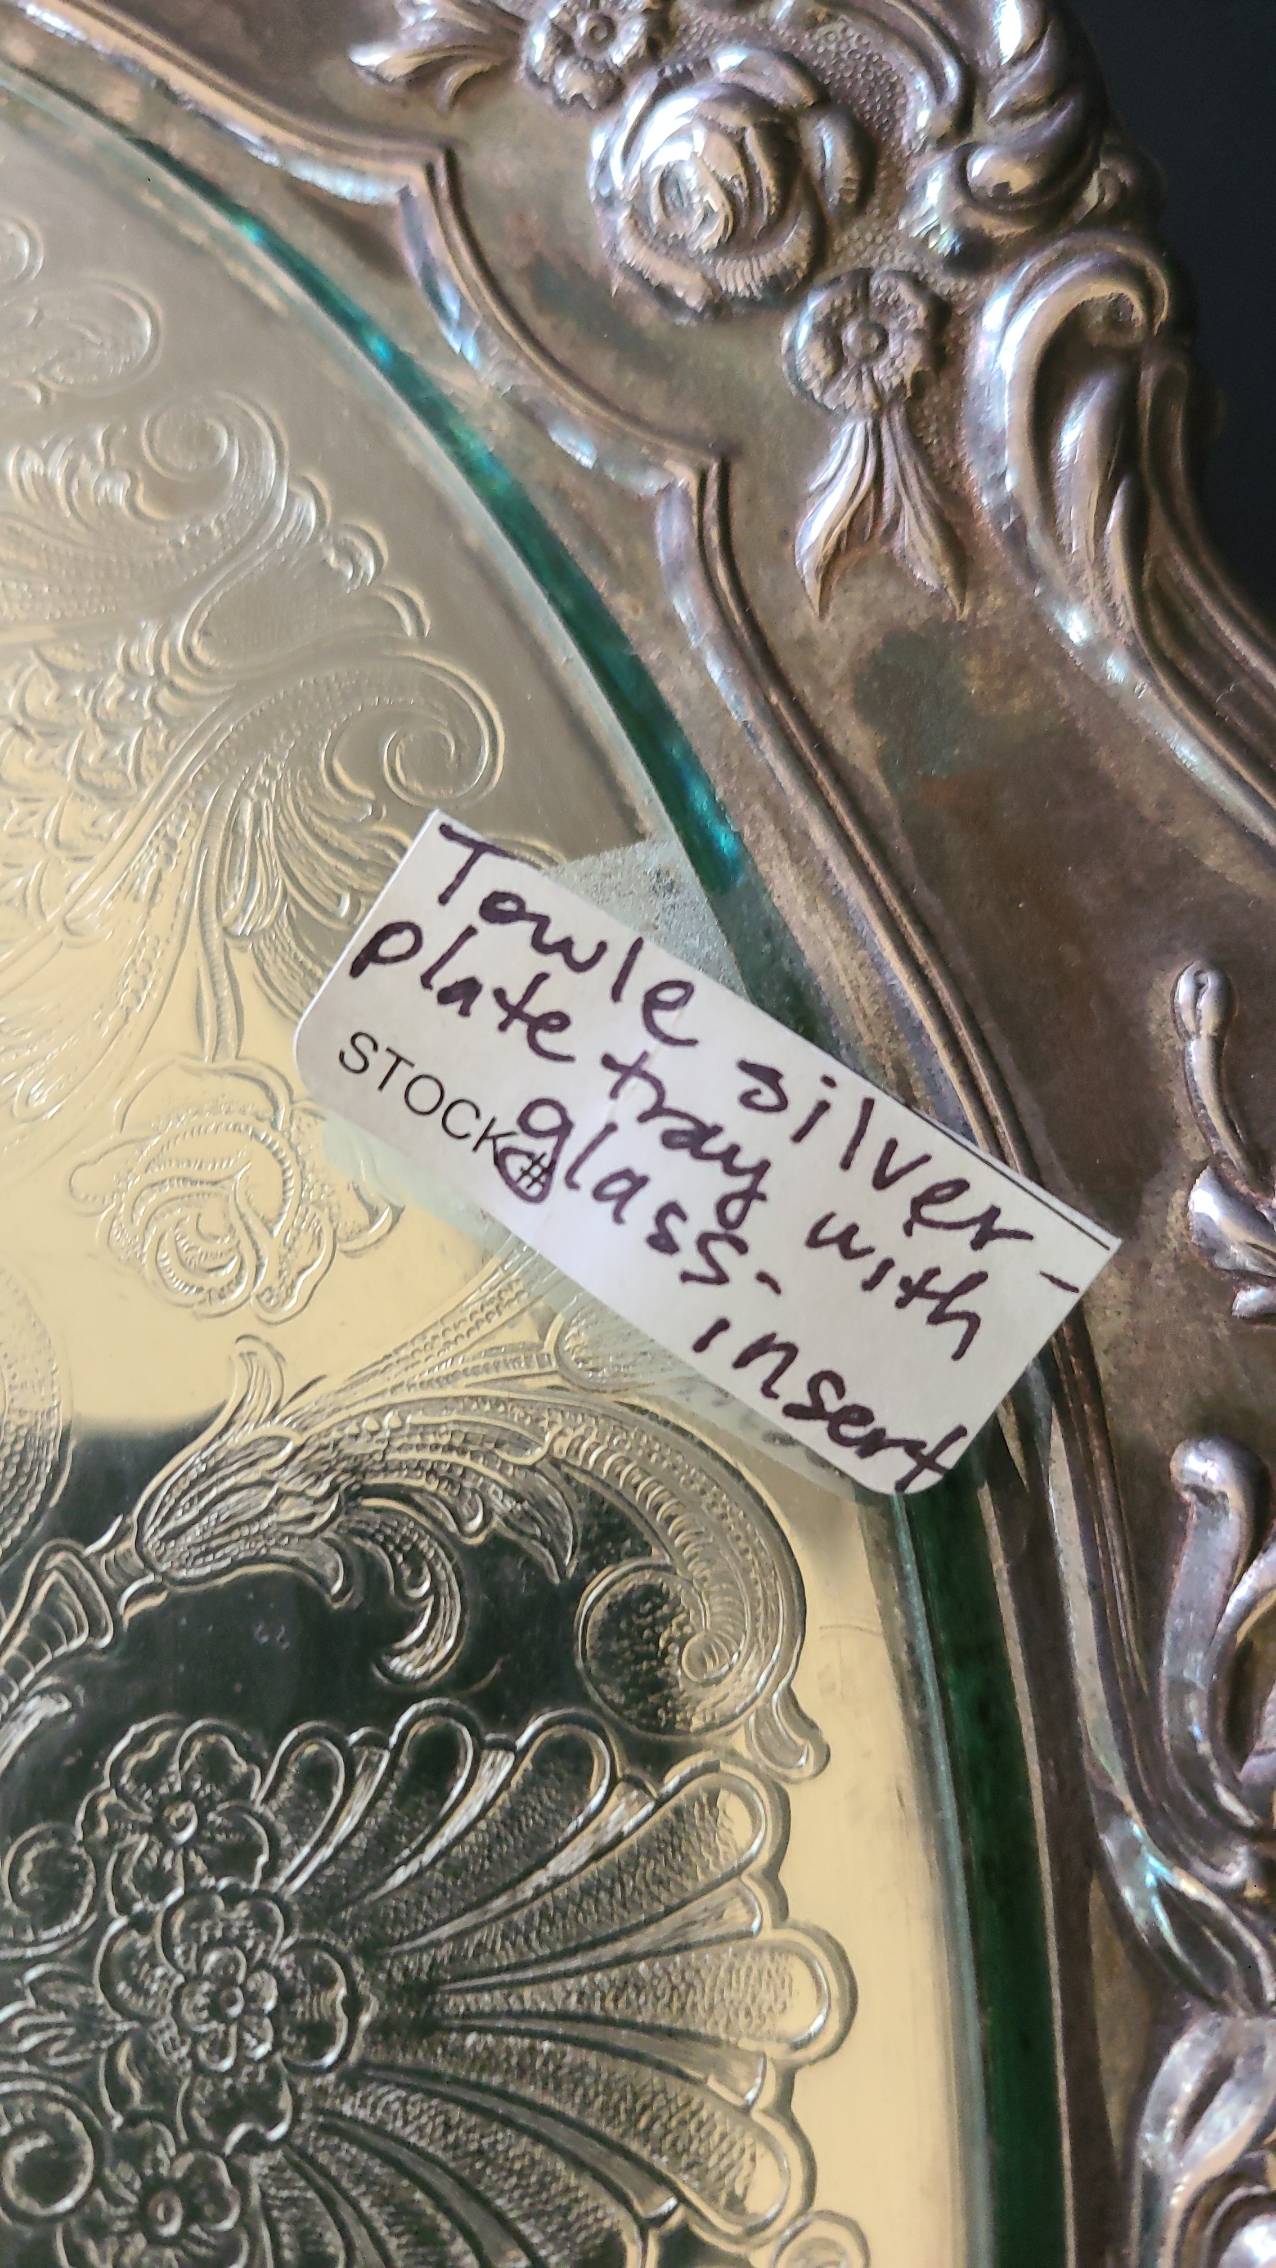 Towle silver-
plate tray with
glass-
STOCK #
insert